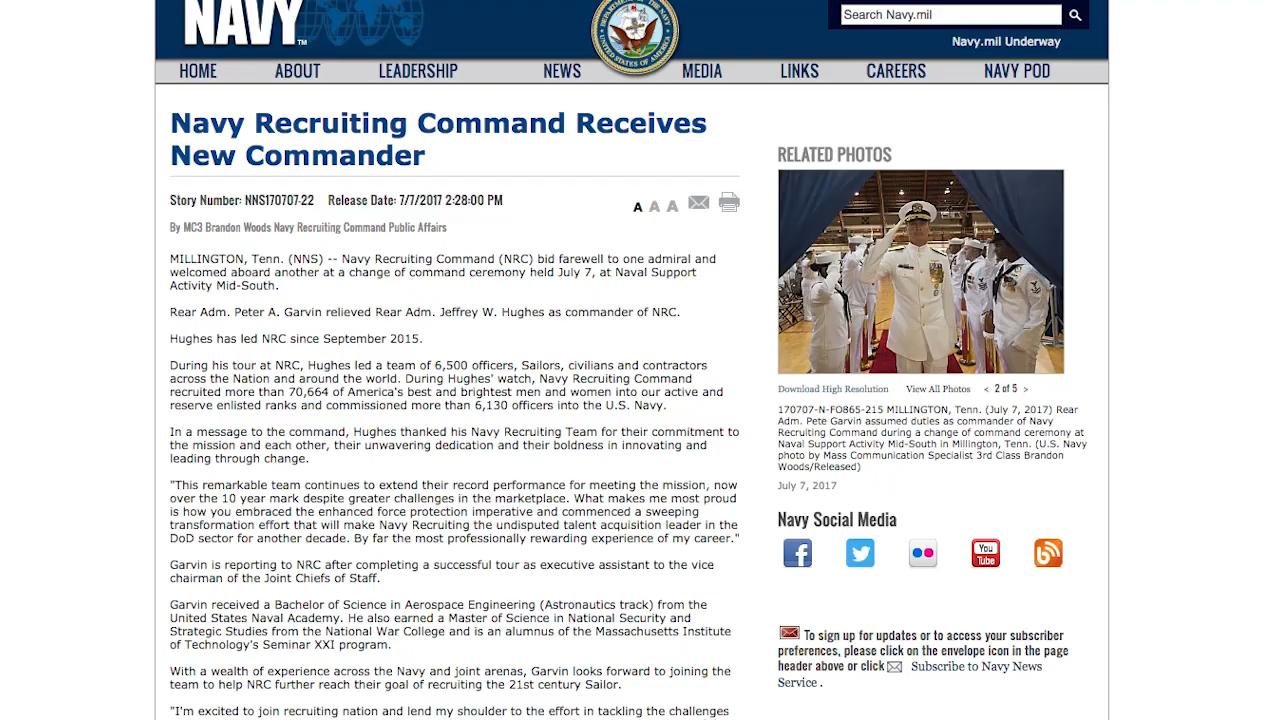 NAVY
TM
Search Navy.mil
Navy.mil Underway
DEPARTMENT OF THE NAVY
UNITED STATES OF AMERICA
HOME ABOUT LEADERSHIP NEWS MEDIA LINKS CAREERS NAVY POD
Navy Recruiting Command Receives
New Commander
Story Number: NNS170707-22 Release Date: 7/7/2017 2:28:00 PM
A A A
By MC3 Brandon Woods Navy Recruiting Command Public Affairs
MILLINGTON, Tenn. (NNS) -- Navy Recruiting Command (NRC) bid farewell to one admiral and
welcomed aboard another at a change of command ceremony held July 7, at Naval Support
Activity Mid-South.
Rear Adm. Peter A. Garvin relieved Rear Adm. Jeffrey W. Hughes as commander of NRC.
Hughes has led NRC since September 2015.
During his tour at NRC, Hughes led a team of 6,500 officers, Sailors, civilians and contractors
across the Nation and around the world. During Hughes' watch, Navy Recruiting Command
recruited more than 70,664 of America's best and brightest men and women into our active and
reserve enlisted ranks and commissioned more than 6,130 officers into the U.S. Navy.
In a message to the command, Hughes thanked his Navy Recruiting Team for their commitment to
the mission and each other, their unwavering dedication and their boldness in innovating and
leading through change.
"This remarkable team continues to extend their record performance for meeting the mission, now
over the 10 year mark despite greater challenges in the marketplace. What makes me most proud
is how you embraced the enhanced force protection imperative and commenced a sweeping
transformation effort that will make Navy Recruiting the undisputed talent acquisition leader in the
DoD sector for another decade. By far the most professionally rewarding experience of my career."
Garvin is reporting to NRC after completing a successful tour as executive assistant to the vice
chairman of the Joint Chiefs of Staff.
Garvin received a Bachelor of Science in Aerospace Engineering (Astronautics track) from the
United States Naval Academy. He also earned a Master of Science in National Security and
Strategic Studies from the National War College and is an alumnus of the Massachusetts Institute
of Technology's Seminar XXI program.
With a wealth of experience across the Navy and joint arenas, Garvin looks forward to joining the
team to help NRC further reach their goal of recruiting the 21st century Sailor.
"I'm excited to join recruiting nation and lend my shoulder to the effort in tackling the challenges
RELATED PHOTOS
Download High Resolution View All Photos < 2 of 5 >
170707-N-FO865-215 MILLINGTON, Tenn. (July 7, 2017) Rear
Adm. Pete Garvin assumed duties as commander of Navy
Recruiting Command during a change of command ceremony at
Naval Support Activity Mid-South in Millington, Tenn. (U.S. Navy
photo by Mass Communication Specialist 3rd Class Brandon
Woods/Released)
July 7, 2017
Navy Social Media
You
Tube
To sign up for updates or to access your subscriber
preferences, please click on the envelope icon in the page
header above or click Subscribe to Navy News
Service .